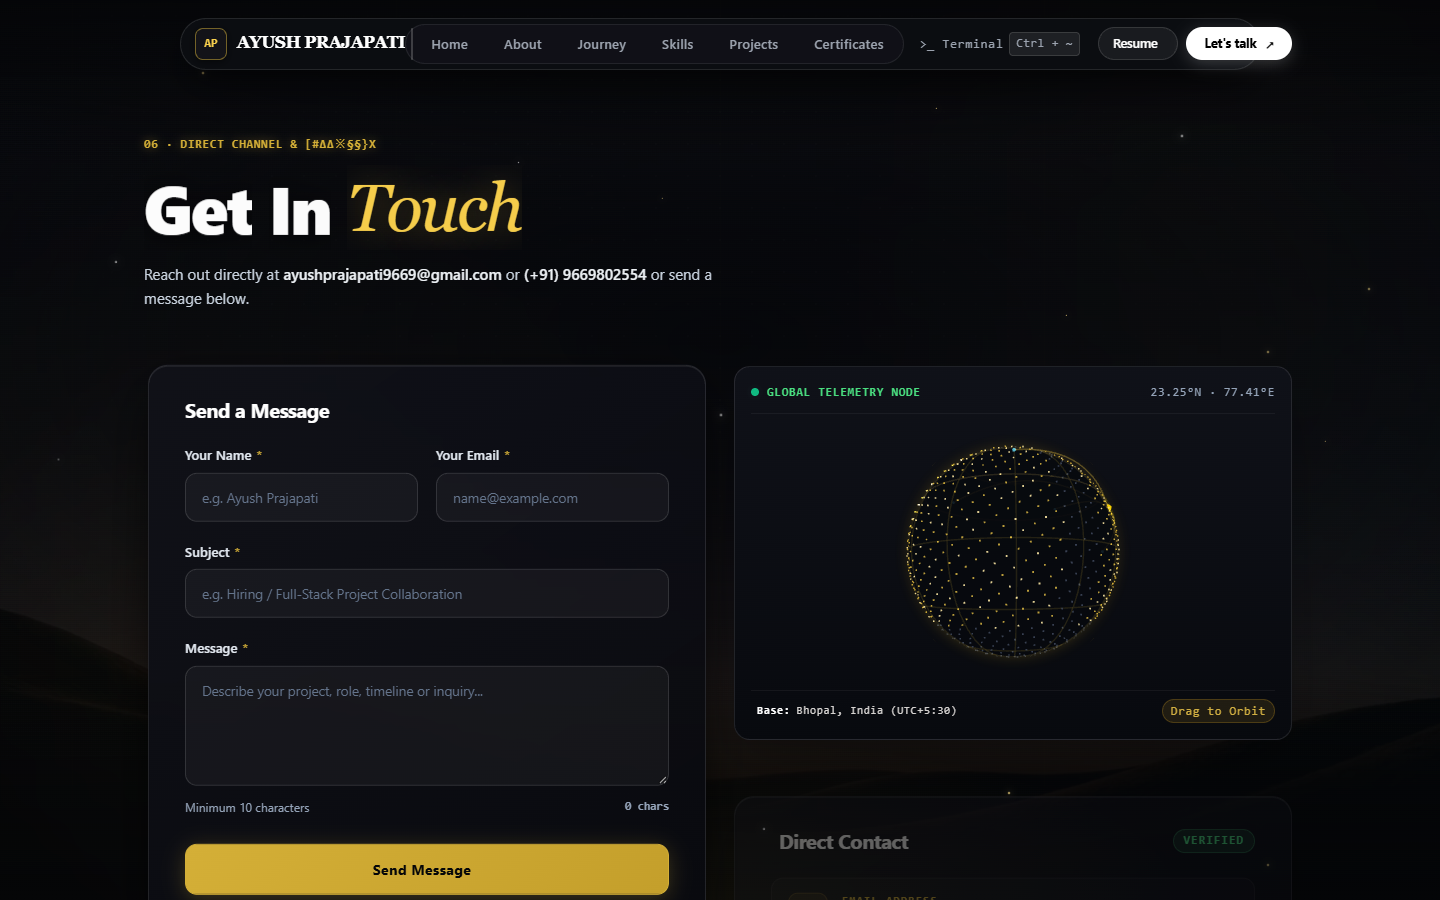 AP AYUSH PRAJAPATI Home About Journey Skills Projects Certificates >_ Terminal Ctrl + ~ Resume Let's talk ↗
06 · DIRECT CHANNEL & [#ΔΔ※§§}X
Get In Touch
Reach out directly at ayushprajapati9669@gmail.com or (+91) 9669802554 or send a
message below.
Send a Message
Your Name *
Your Email *
e.g. Ayush Prajapati
name@example.com
Subject *
e.g. Hiring / Full-Stack Project Collaboration
Message *
Describe your project, role, timeline or inquiry...
Minimum 10 characters
0 chars
Send Message
GLOBAL TELEMETRY NODE
23.25°N · 77.41°E
Base: Bhopal, India (UTC+5:30)
Drag to Orbit
Direct Contact
VERIFIED
EMAIL ADDRESS